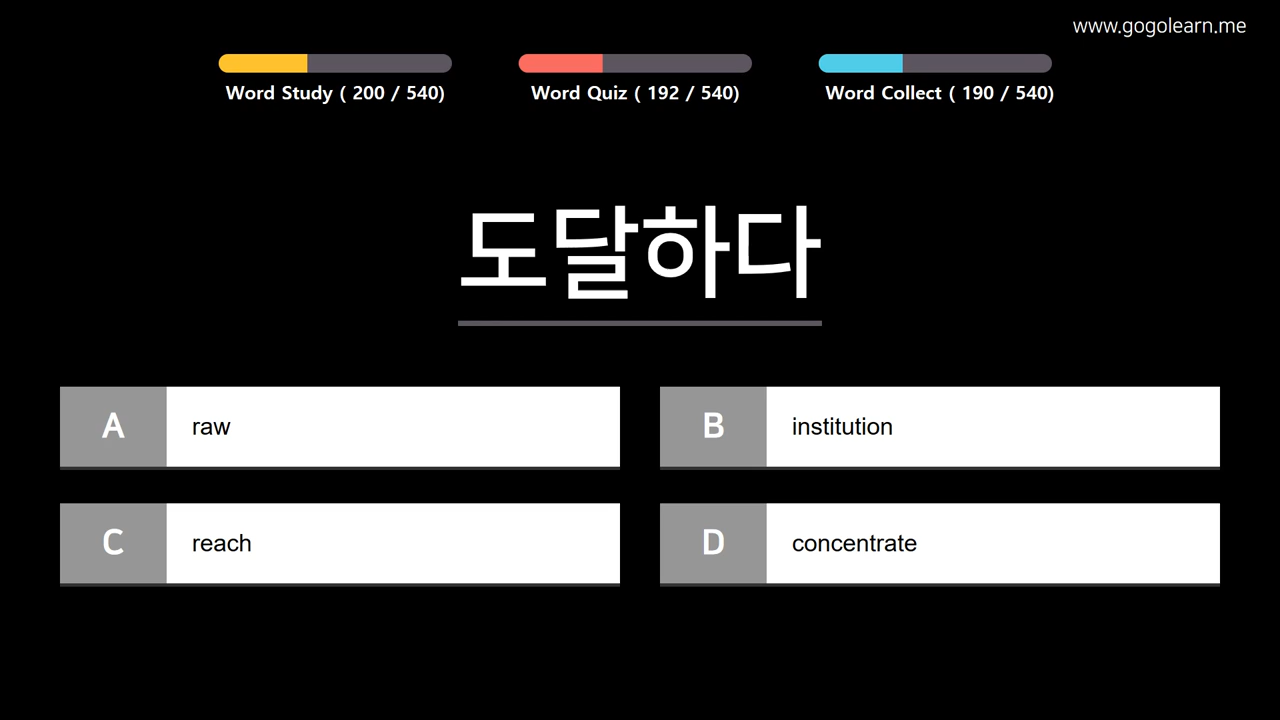 www.gogolearn.me
Word Study ( 200 / 540)
Word Quiz ( 192 / 540)
Word Collect ( 190 / 540)
도달하다
A raw
B institution
C reach
D concentrate